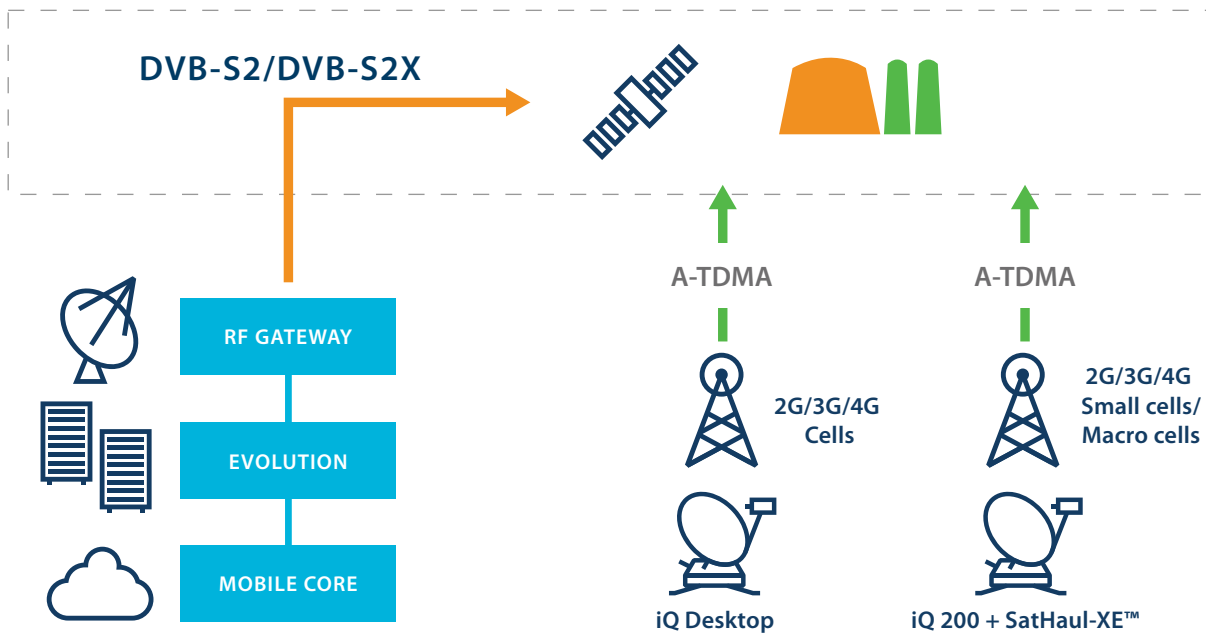 DVB-S2/DVB-S2X
RF GATEWAY
EVOLUTION
MOBILE CORE
A-TDMA
2G/3G/4G
Cells
iQ Desktop
A-TDMA
2G/3G/4G
Small cells/
Macro cells
iQ 200 + SatHaul-XE™